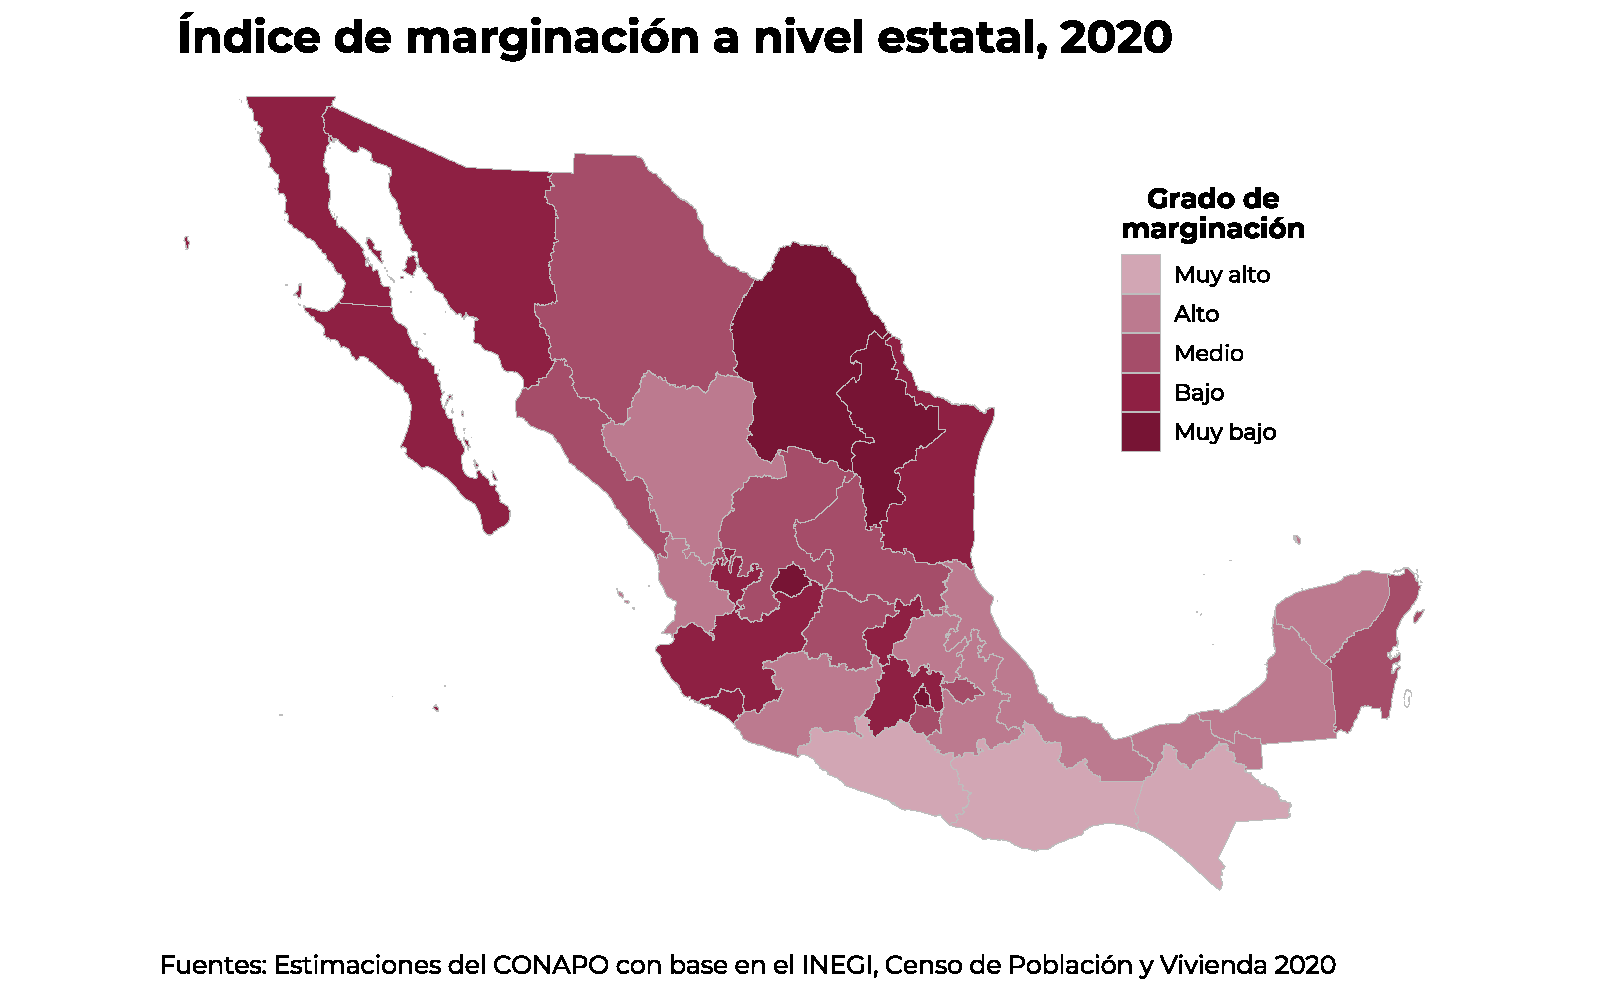 Índice de marginación a nivel estatal, 2020
Grado de
marginación
Muy alto
Alto
Medio
Bajo
Muy bajo
Fuentes: Estimaciones del CONAPO con base en el INEGI, Censo de Población y Vivienda 2020